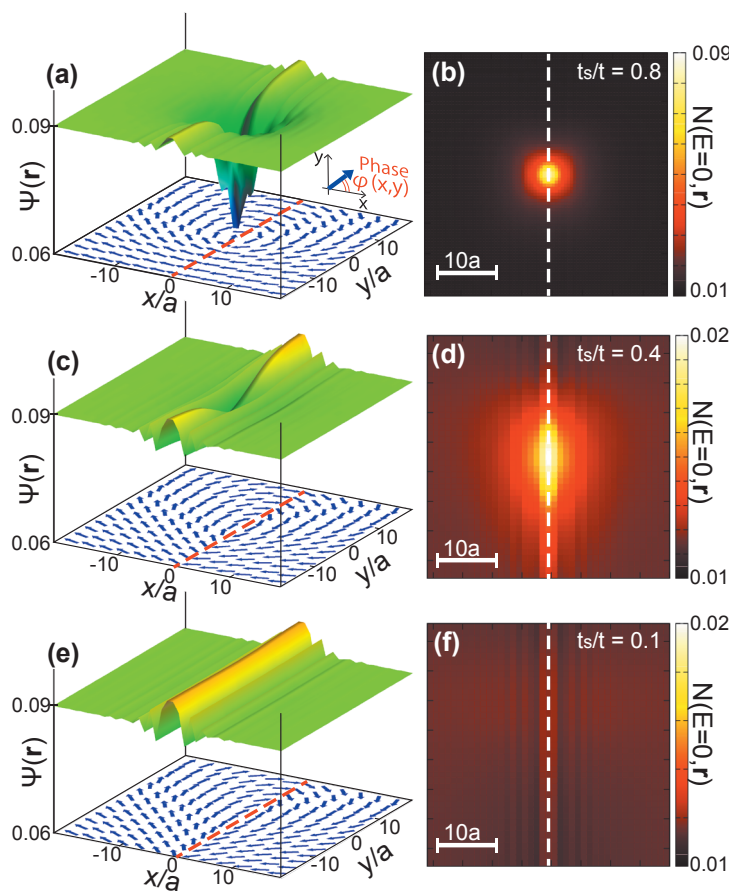 (a)
0.09
Ψ(r)
0.06
-10
0
10
x/a
-10
0
10
y/a
y
x
Phase
φ(x,y)
(b)
ts/t = 0.8
10a
0.09
N(E=0,r)
0.01
(c)
0.09
Ψ(r)
0.06
-10
0
10
x/a
-10
0
10
y/a
(d)
ts/t = 0.4
10a
0.02
N(E=0,r)
0.01
(e)
0.09
Ψ(r)
0.06
-10
0
10
x/a
-10
0
10
y/a
(f)
ts/t = 0.1
10a
0.02
N(E=0,r)
0.01